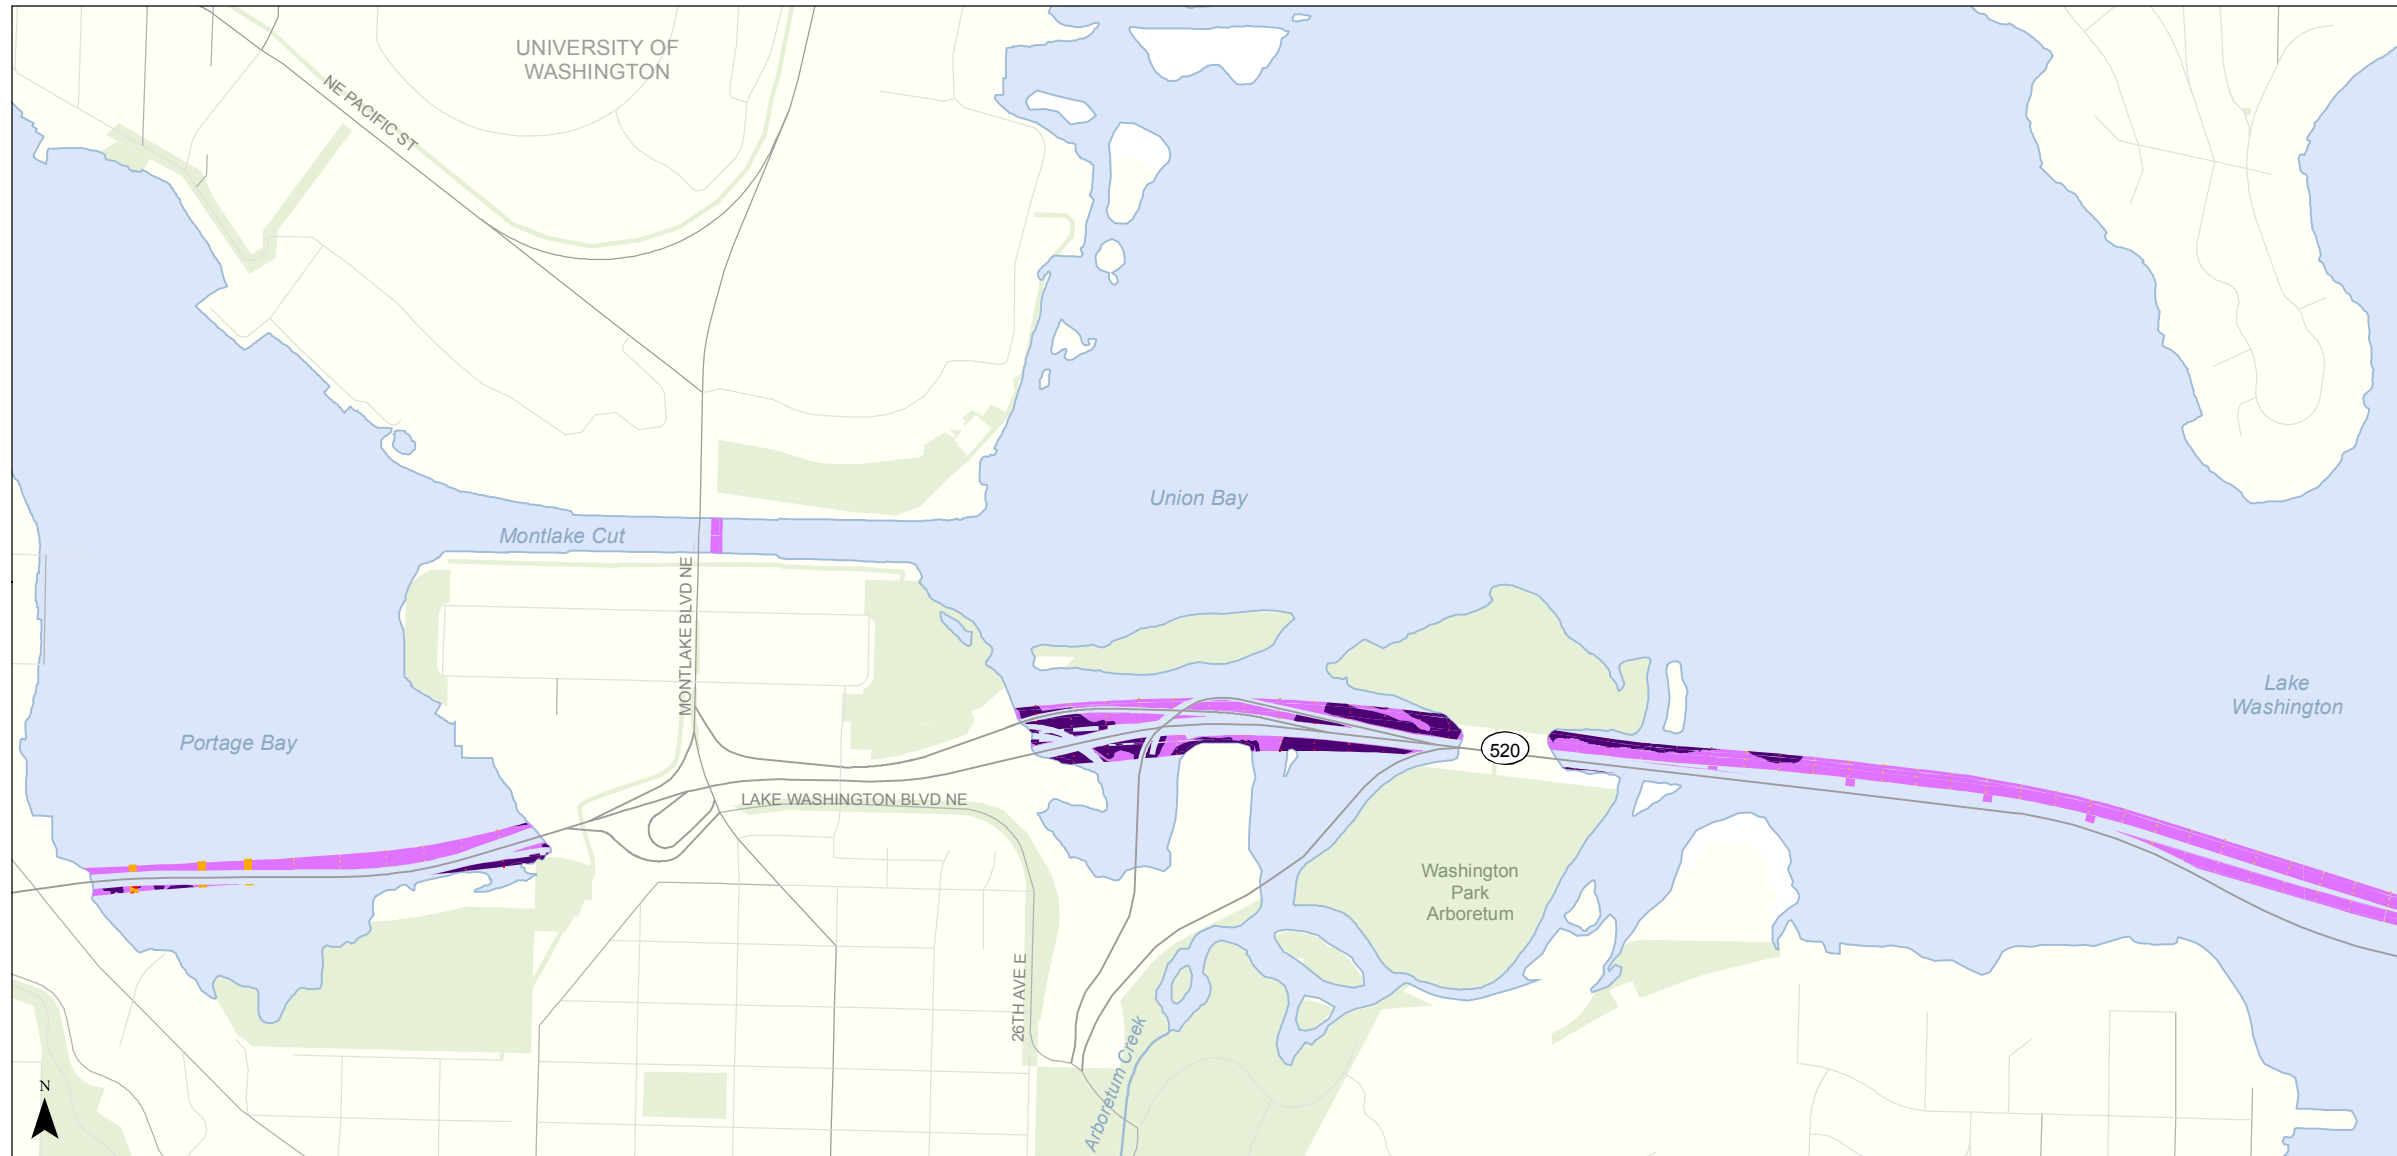 UNIVERSITY OF
WASHINGTON
NE PACIFIC ST
Union Bay
Montlake Cut
MONTLAKE BLVD NE
Lake
Washington
Portage Bay
520
LAKE WASHINGTON BLVD NE
Washington
Park
Arboretum
26TH AVE E
Arboretum Creek
N